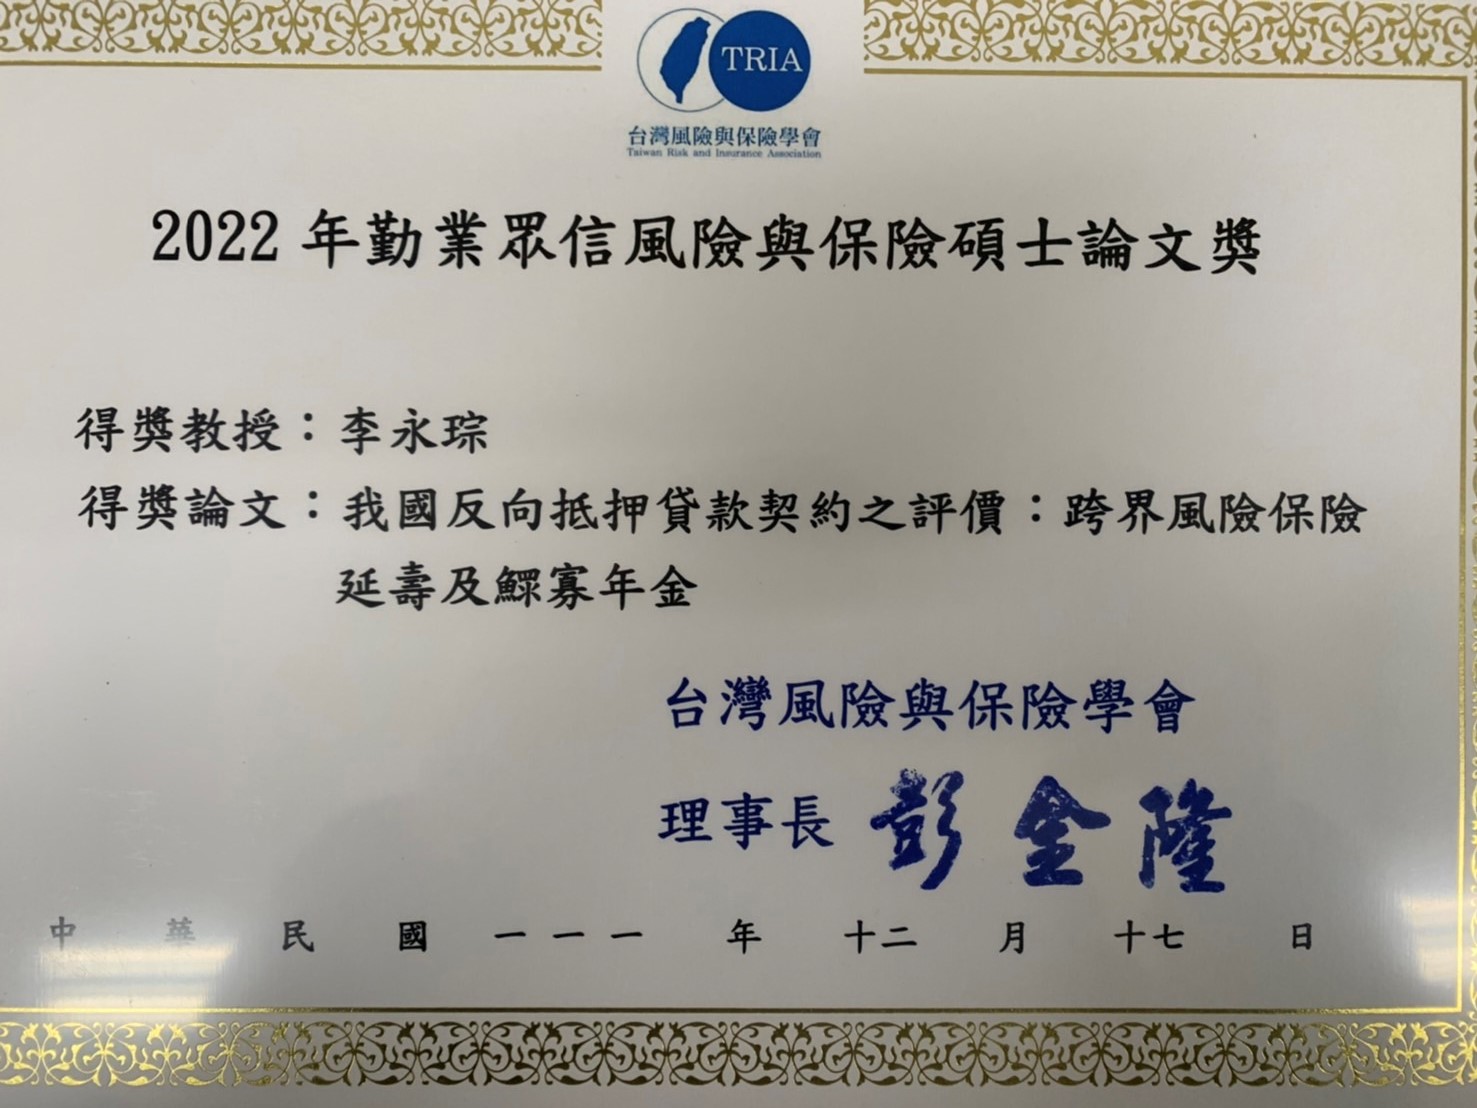 TRIA
台灣風險與保險學會
Taiwan Risk and Insurance Association
2022 年勤業眾信風險與保險碩士論文獎
得獎教授：李永琮
得獎論文：我國反向抵押貸款契約之評價：跨界風險保險
延壽及鰥寡年金
台灣風險與保險學會
理事長 彭金隆
中華民國一一一年十二月十七日